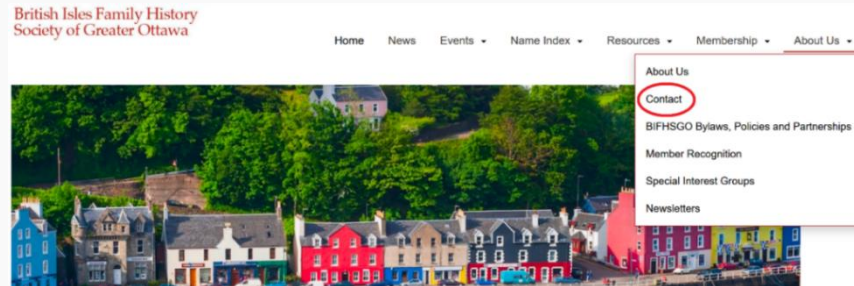 British Isles Family History
Society of Greater Ottawa
Home News Events Name Index Resources Membership About Us
About Us
Contact
BIFHSGO Bylaws, Policies and Partnerships
Member Recognition
Special Interest Groups
Newsletters